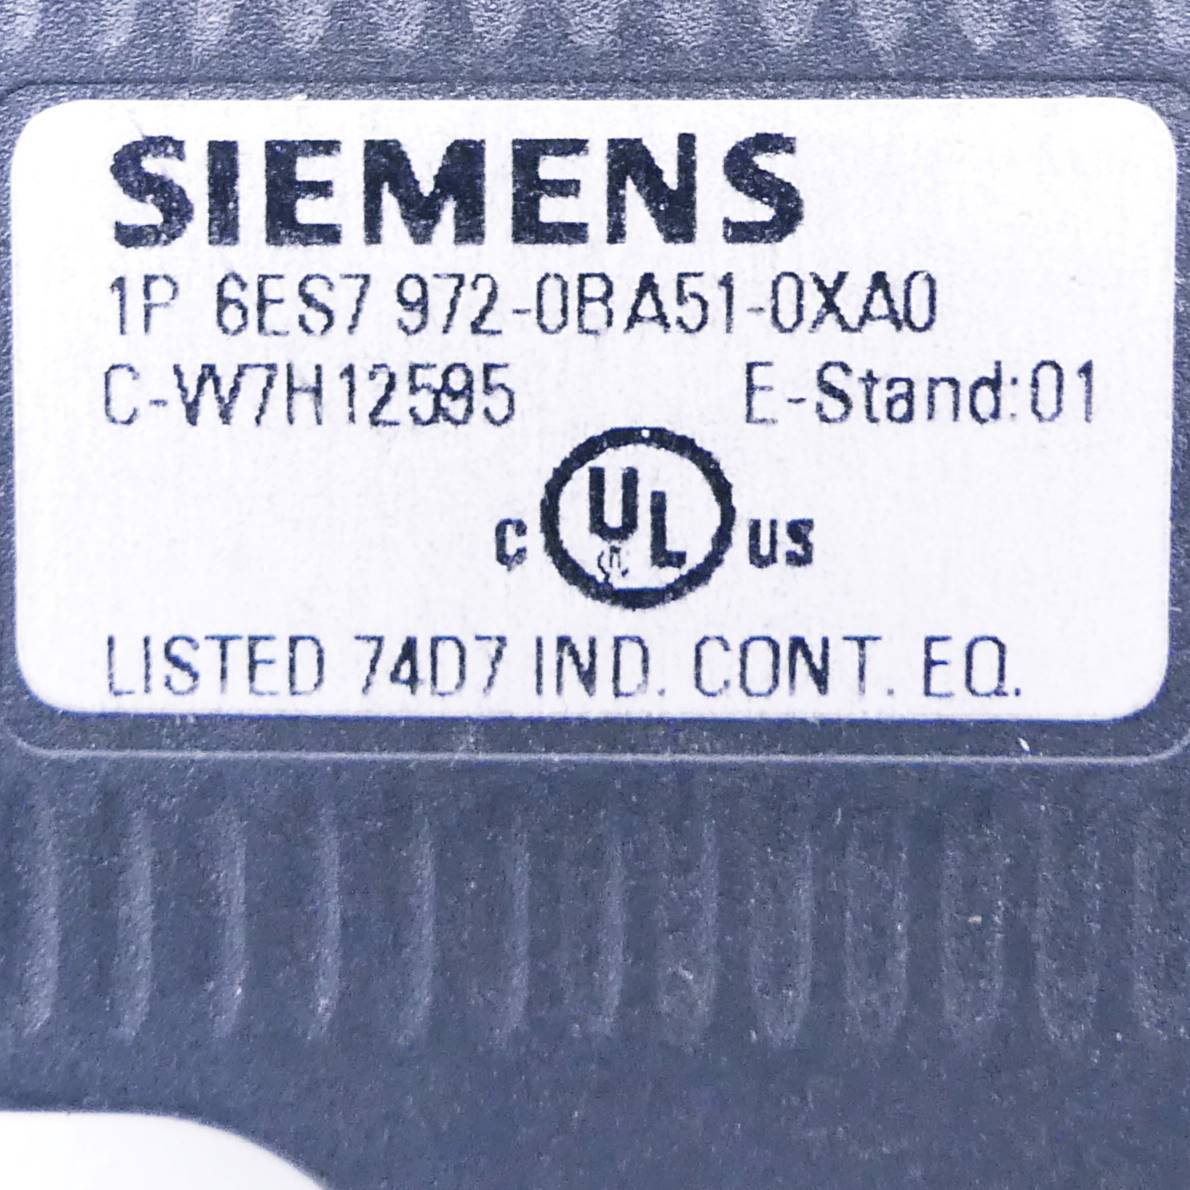 SIEMENS
1P 6ES7 972-0BA51-0XA0
C-W7H12595 E-Stand:01
C UL US
LISTED 74D7 IND. CONT. EQ.